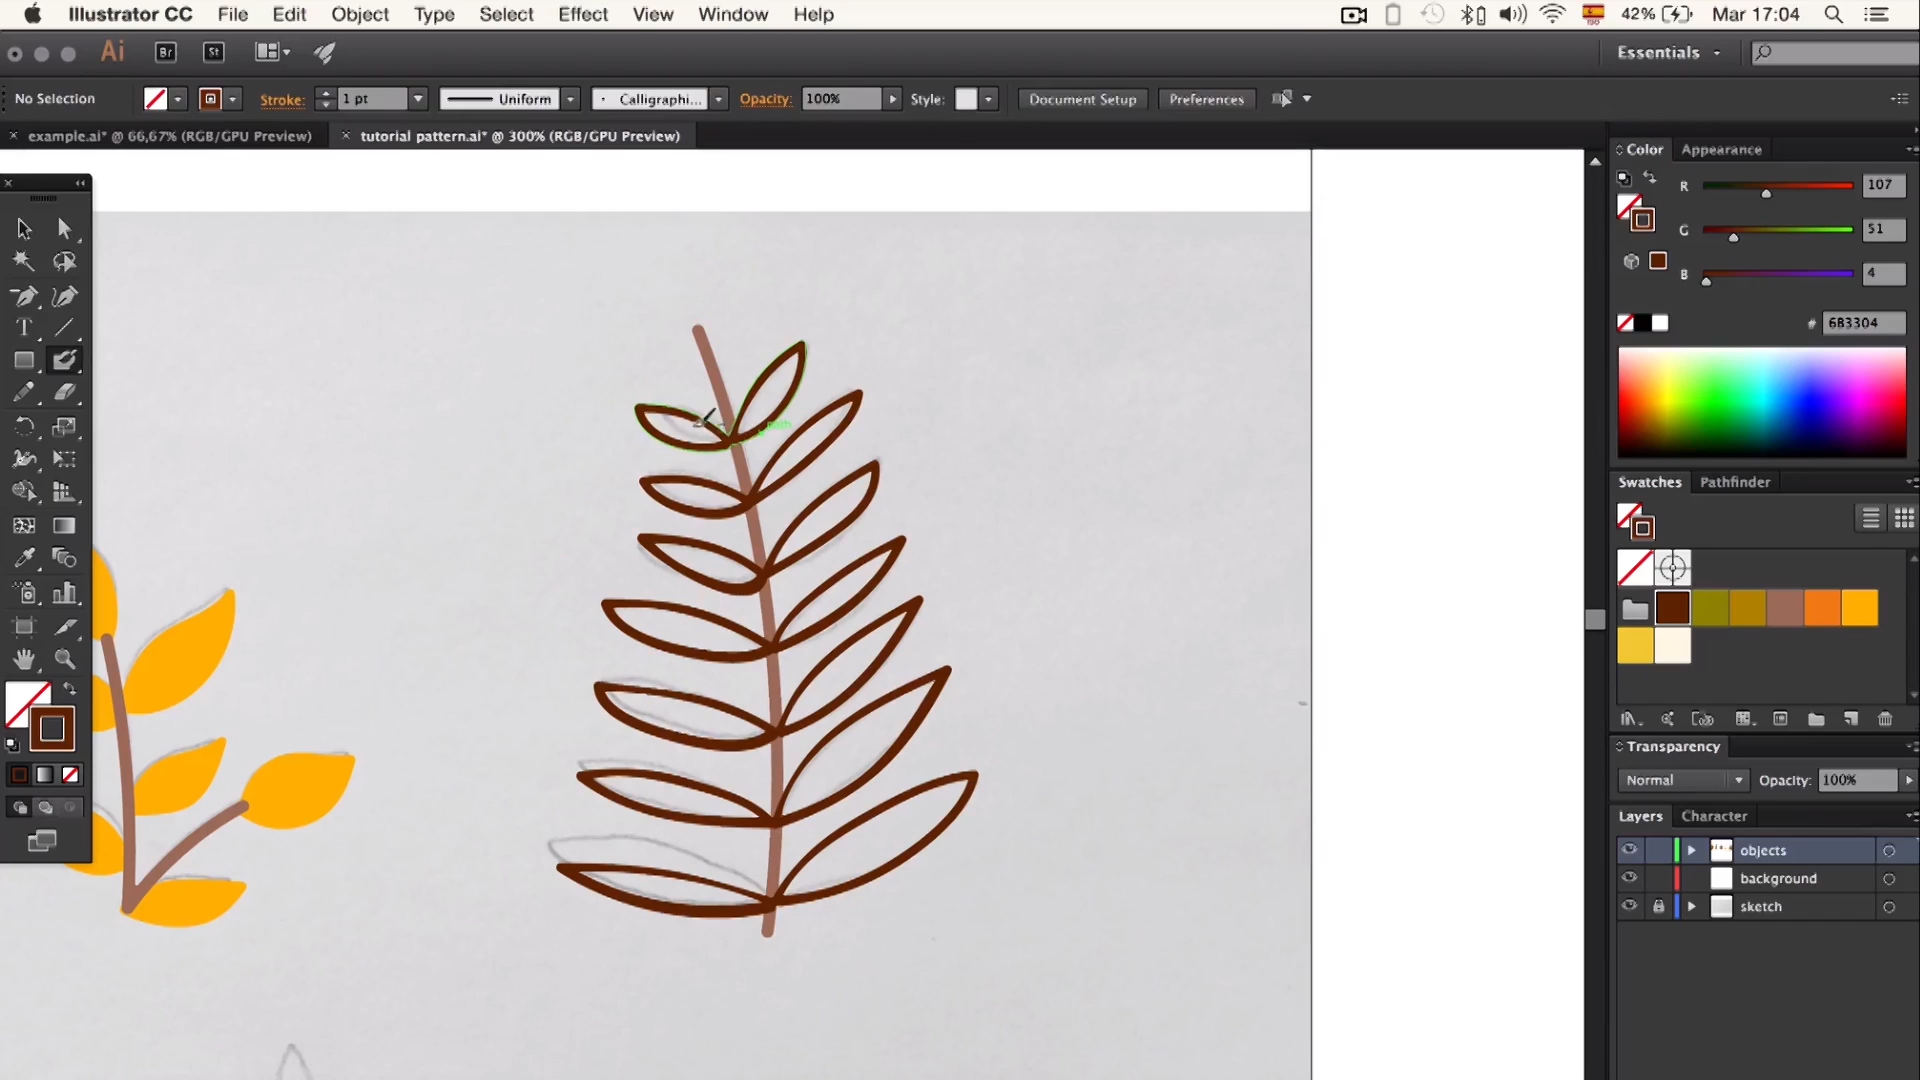 Illustrator CC File Edit Object Type Select Effect View Window Help 42% Mar 17:04
Ai Br St Essentials
No Selection Stroke: 1 pt Uniform Calligraphi... Opacity: 100% Style: Document Setup Preferences
example.ai* @ 66,67% (RGB/GPU Preview) tutorial pattern.ai* @ 300% (RGB/GPU Preview)
Color Appearance
R 107
G 51
B 4
# 6B3304
path
Swatches Pathfinder
Transparency
Normal Opacity: 100%
Layers Character
objects
background
sketch